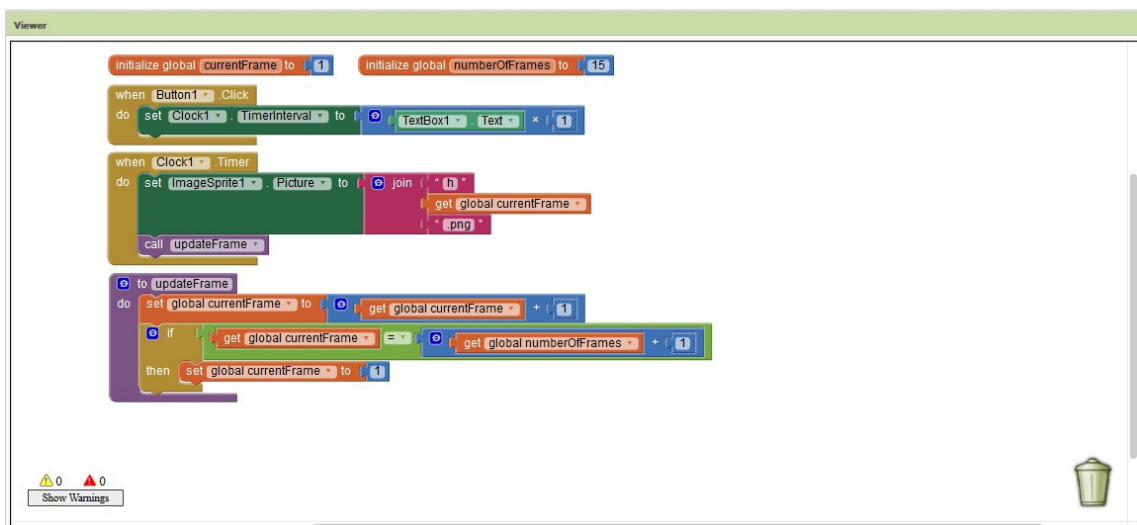 Viewer
initialize global currentFrame to 1 initialize global numberOfFrames to 15
when Button1 .Click
do set Clock1 . TimerInterval to TextBox1 . Text × 1
when Clock1 .Timer
do set ImageSprite1 . Picture to join " h "
get global currentFrame
" .png "
call updateFrame
to updateFrame
do set global currentFrame to get global currentFrame + 1
if get global currentFrame = get global numberOfFrames + 1
then set global currentFrame to 1
0 0
Show Warnings